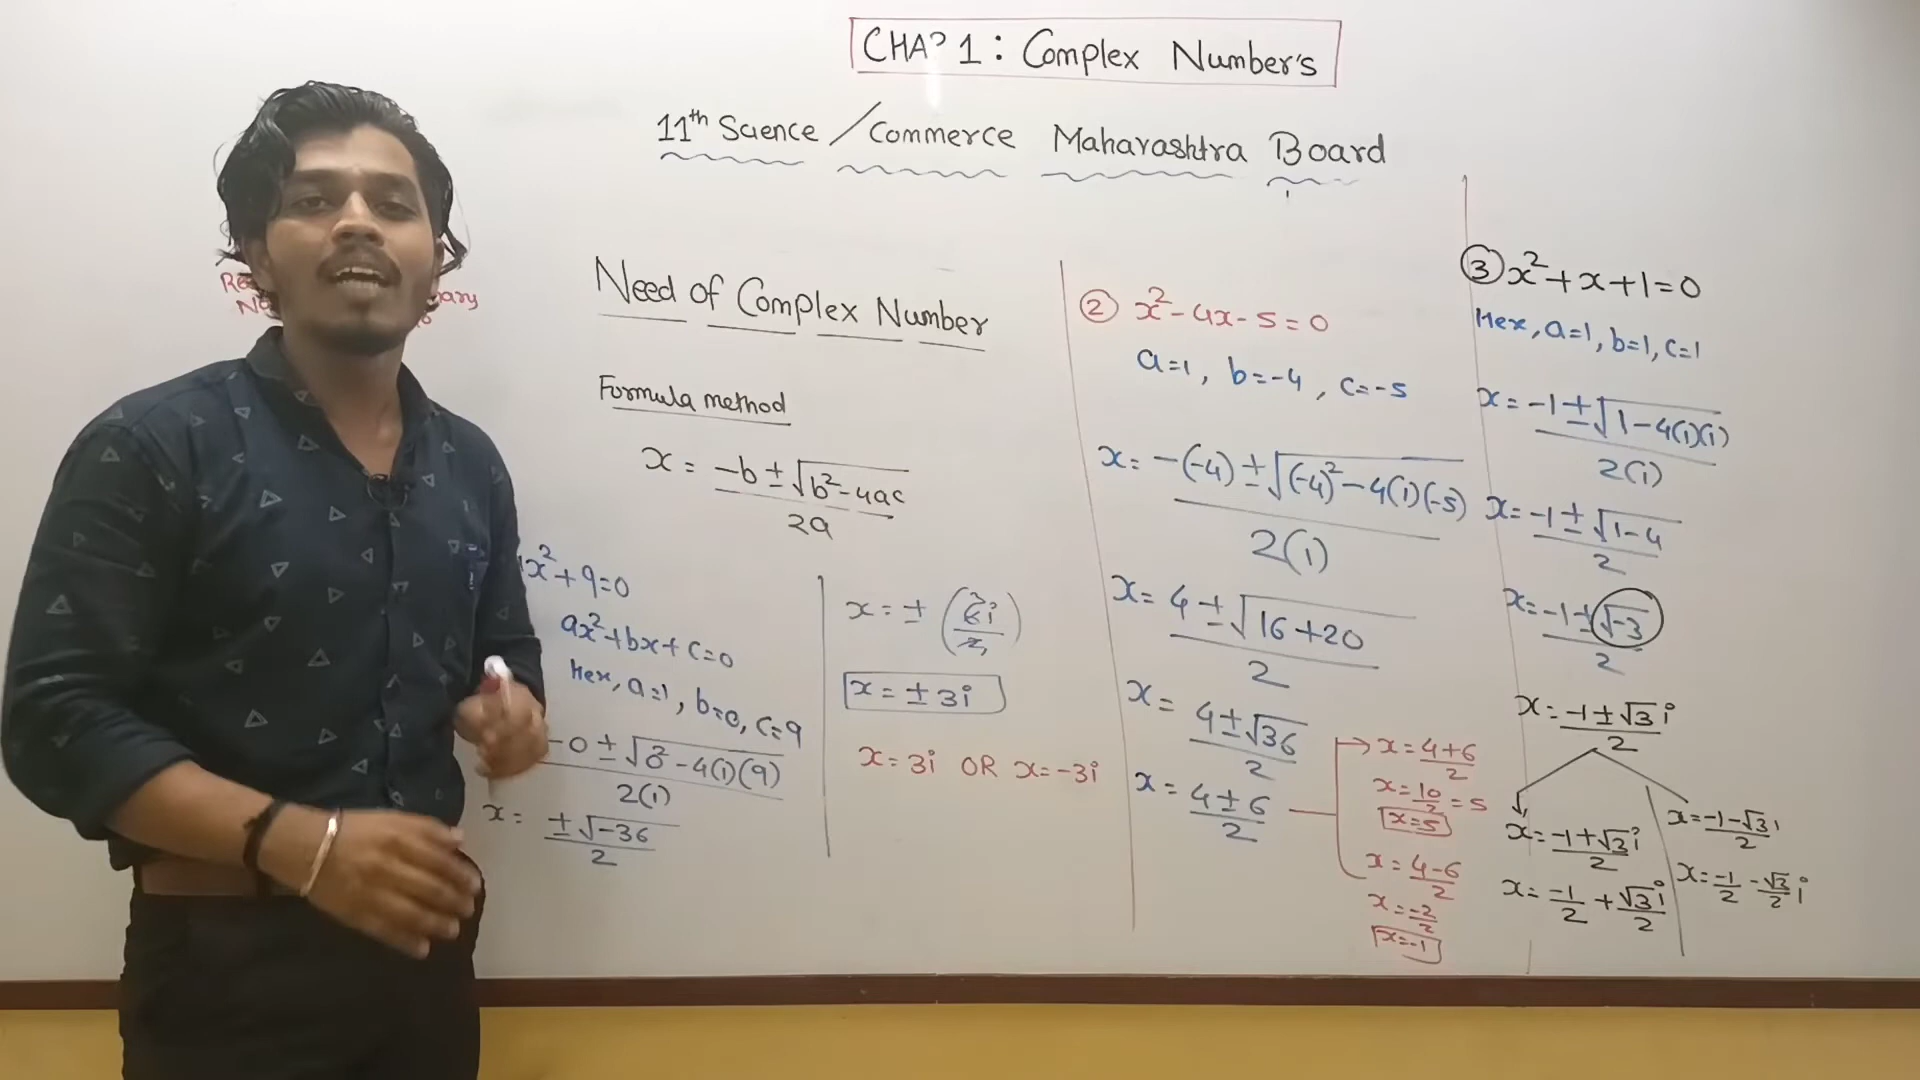 CHAP 1 : Complex Number's
11th Science / Commerce Maharashtra Board
Need of Complex Number
Formula method
x = -b ± √b² - 4ac
2a
x² + 9 = 0
ax² + bx + c = 0
Here, a=1, b=0, c=9
-0 ± √0² - 4(1)(9)
2(1)
x = ± √-36
2
x = ± (6i
2)
x = ± 3i
x = 3i OR x = -3i
② x² - 4x - 5 = 0
a=1, b=-4, c=-5
x = -(-4) ± √(-4)² - 4(1)(-5)
2(1)
x = 4 ± √16 + 20
2
x = 4 ± √36
2
x = 4 ± 6
2
x = 4+6
2
x = 10 = 5
2
x=5
x = 4-6
2
x = -2
2
x=-1
③ x² + x + 1 = 0
Here, a=1, b=1, c=1
x = -1 ± √1 - 4(1)(1)
2(1)
x = -1 ± √1-4
2
x = -1 ± √-3
2
x = -1 ± √3 i
2
x = -1 + √3 i
2
x = -1 + √3 i
2 2
x = -1 - √3 i
2
x = -1 - √3 i
2 2